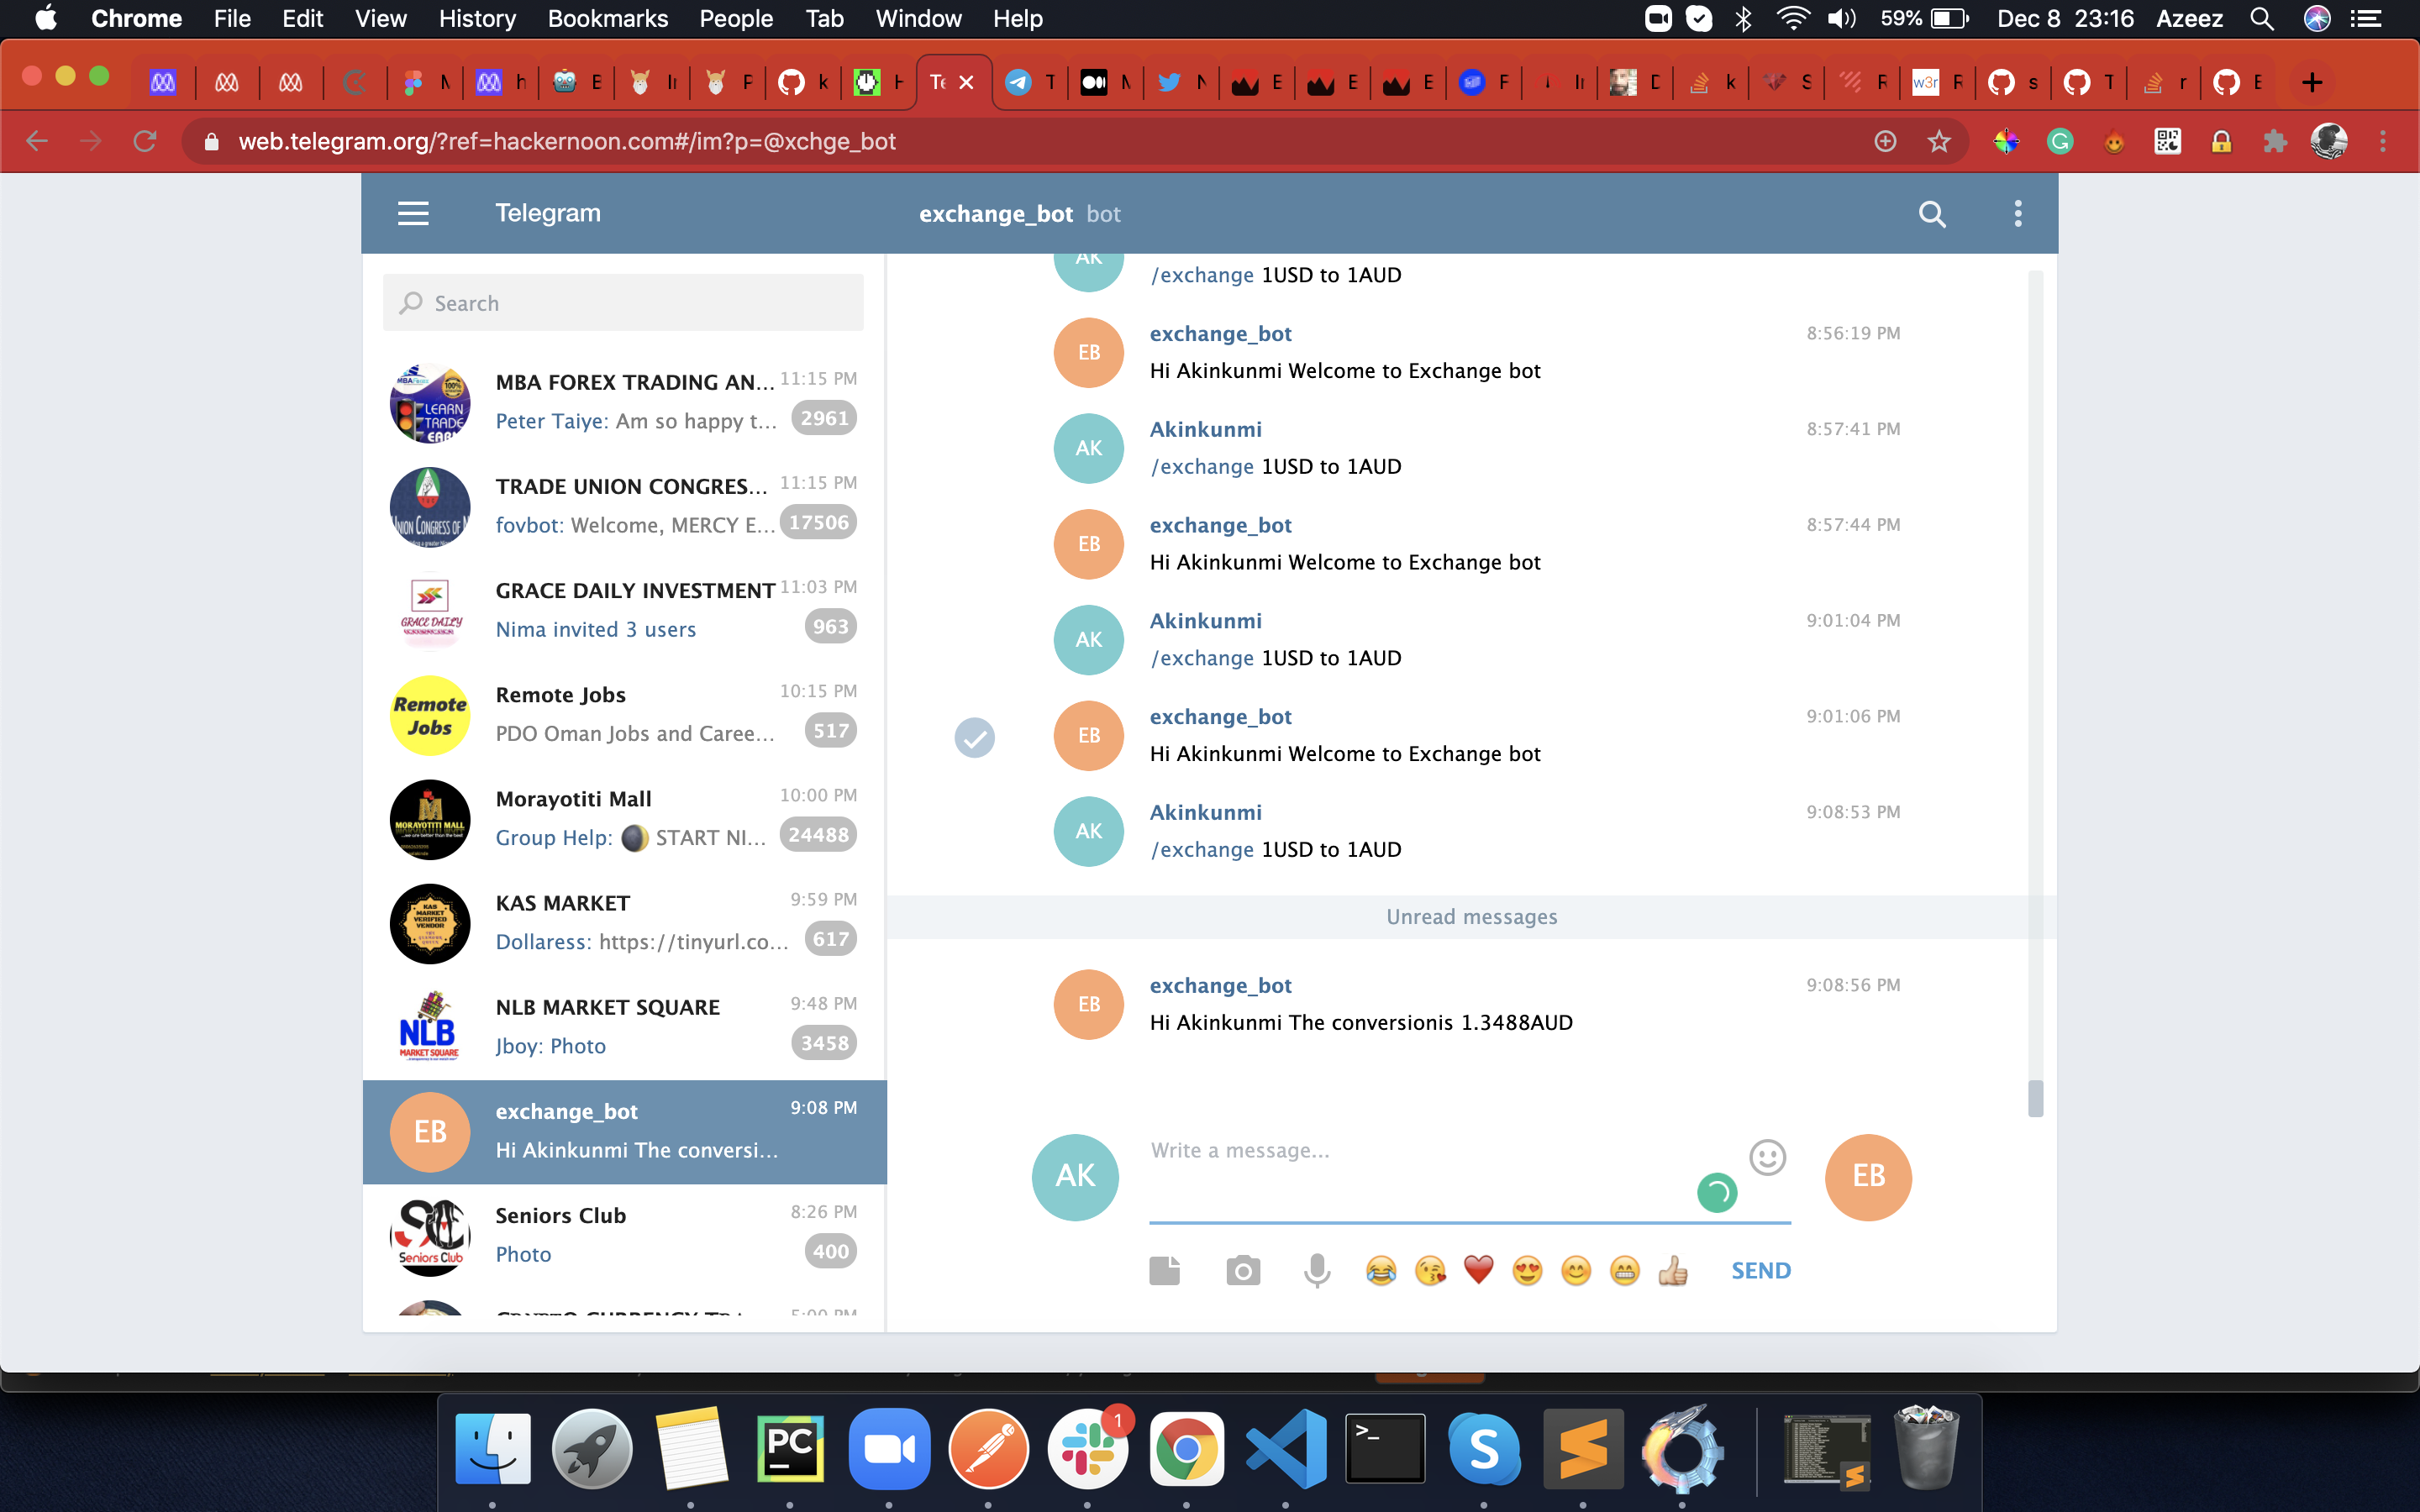 Chrome File Edit View History Bookmarks People Tab Window Help 59% Dec 8 23:16 Azeez
web.telegram.org/?ref=hackernoon.com#/im?p=@xchge_bot
Telegram
exchange_bot bot
Search
MBA FOREX TRADING AN... 11:15 PM
Peter Taiye: Am so happy t... 2961
TRADE UNION CONGRES... 11:15 PM
fovbot: Welcome, MERCY E... 17506
GRACE DAILY INVESTMENT 11:03 PM
Nima invited 3 users 963
Remote Jobs 10:15 PM
PDO Oman Jobs and Caree... 517
Morayotiti Mall 10:00 PM
Group Help: 🌒 START NI... 24488
KAS MARKET 9:59 PM
Dollaress: https://tinyurl.co... 617
NLB MARKET SQUARE 9:48 PM
Jboy: Photo 3458
EB
exchange_bot 9:08 PM
Hi Akinkunmi The conversi...
Seniors Club 8:26 PM
Photo 400
AK
/exchange 1USD to 1AUD
EB
exchange_bot 8:56:19 PM
Hi Akinkunmi Welcome to Exchange bot
AK
Akinkunmi 8:57:41 PM
/exchange 1USD to 1AUD
EB
exchange_bot 8:57:44 PM
Hi Akinkunmi Welcome to Exchange bot
AK
Akinkunmi 9:01:04 PM
/exchange 1USD to 1AUD
EB
exchange_bot 9:01:06 PM
Hi Akinkunmi Welcome to Exchange bot
AK
Akinkunmi 9:08:53 PM
/exchange 1USD to 1AUD
Unread messages
EB
exchange_bot 9:08:56 PM
Hi Akinkunmi The conversionis 1.3488AUD
AK
Write a message...
EB
SEND
PC
1